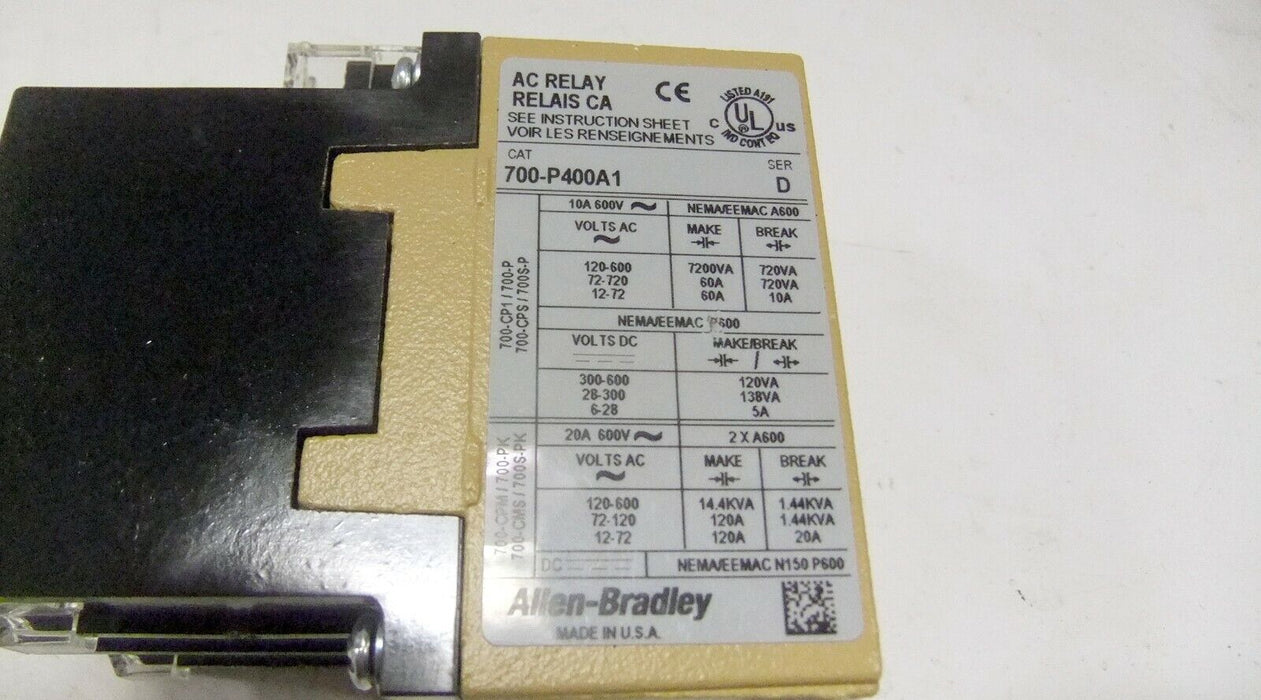 AC RELAY
RELAIS CA
CE
SEE INSTRUCTION SHEET
VOIR LES RENSEIGNEMENTS
LISTED A191
C UL US
IND CONT EQ
CAT
SER
700-P400A1
D
700-CP1 / 700-P
700-CPS / 700S-P
10A 600V
NEMA/EEMAC A600
VOLTS AC
MAKE
BREAK
120-600 7200VA 720VA
72-720 60A 720VA
12-72 60A 10A
NEMA/EEMAC P600
VOLTS DC
MAKE/BREAK
/
300-600 120VA
28-300 138VA
6-28 5A
700-CPM / 700-PK
700-CMS / 700S-PK
20A 600V
2 X A600
VOLTS AC
MAKE
BREAK
120-600 14.4KVA 1.44KVA
72-120 120A 1.44KVA
12-72 120A 20A
DC
NEMA/EEMAC N150 P600
Allen-Bradley
MADE IN U.S.A.